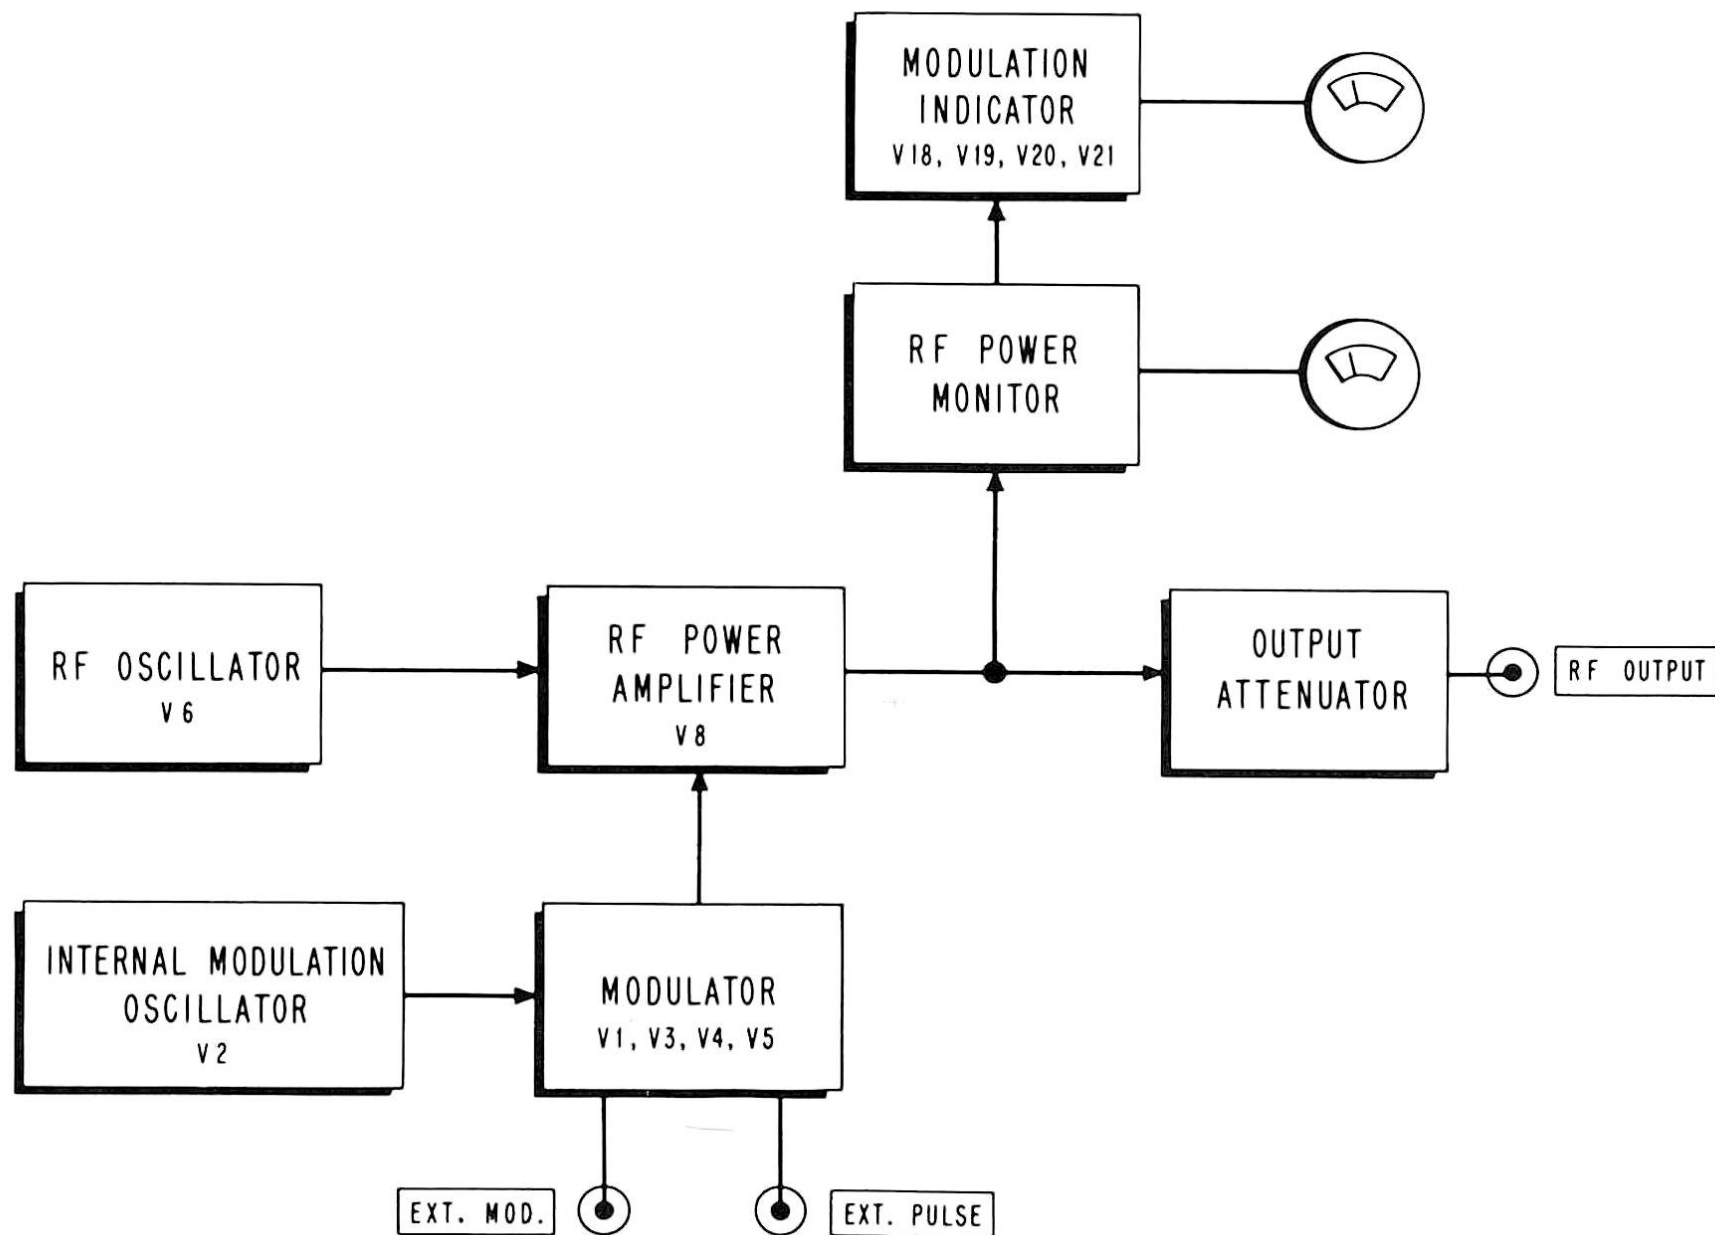 MODULATION
INDICATOR
V18, V19, V20, V21
RF POWER
MONITOR
RF OSCILLATOR
V6
RF POWER
AMPLIFIER
V8
OUTPUT
ATTENUATOR
RF OUTPUT
INTERNAL MODULATION
OSCILLATOR
V2
MODULATOR
V1, V3, V4, V5
EXT. MOD.
EXT. PULSE